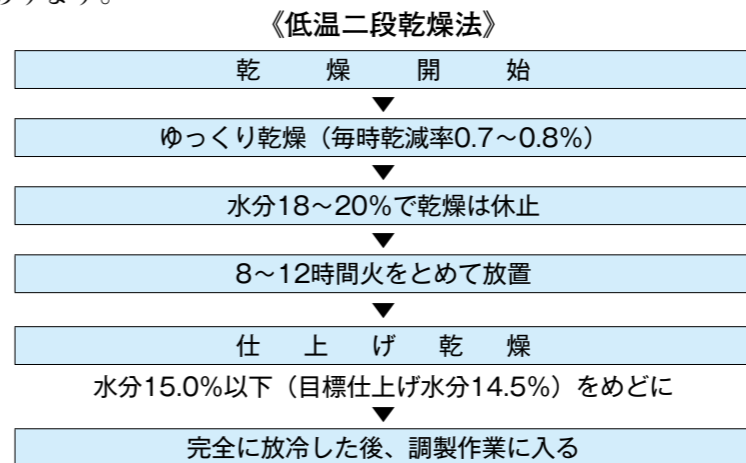 《低温二段乾燥法》
乾燥開始
▼
ゆっくり乾燥（毎時乾減率0.7～0.8%）
▼
水分18～20%で乾燥は休止
▼
8～12時間火をとめて放置
▼
仕上げ乾燥
水分15.0%以下（目標仕上げ水分14.5%）をめどに
▼
完全に放冷した後、調製作業に入る